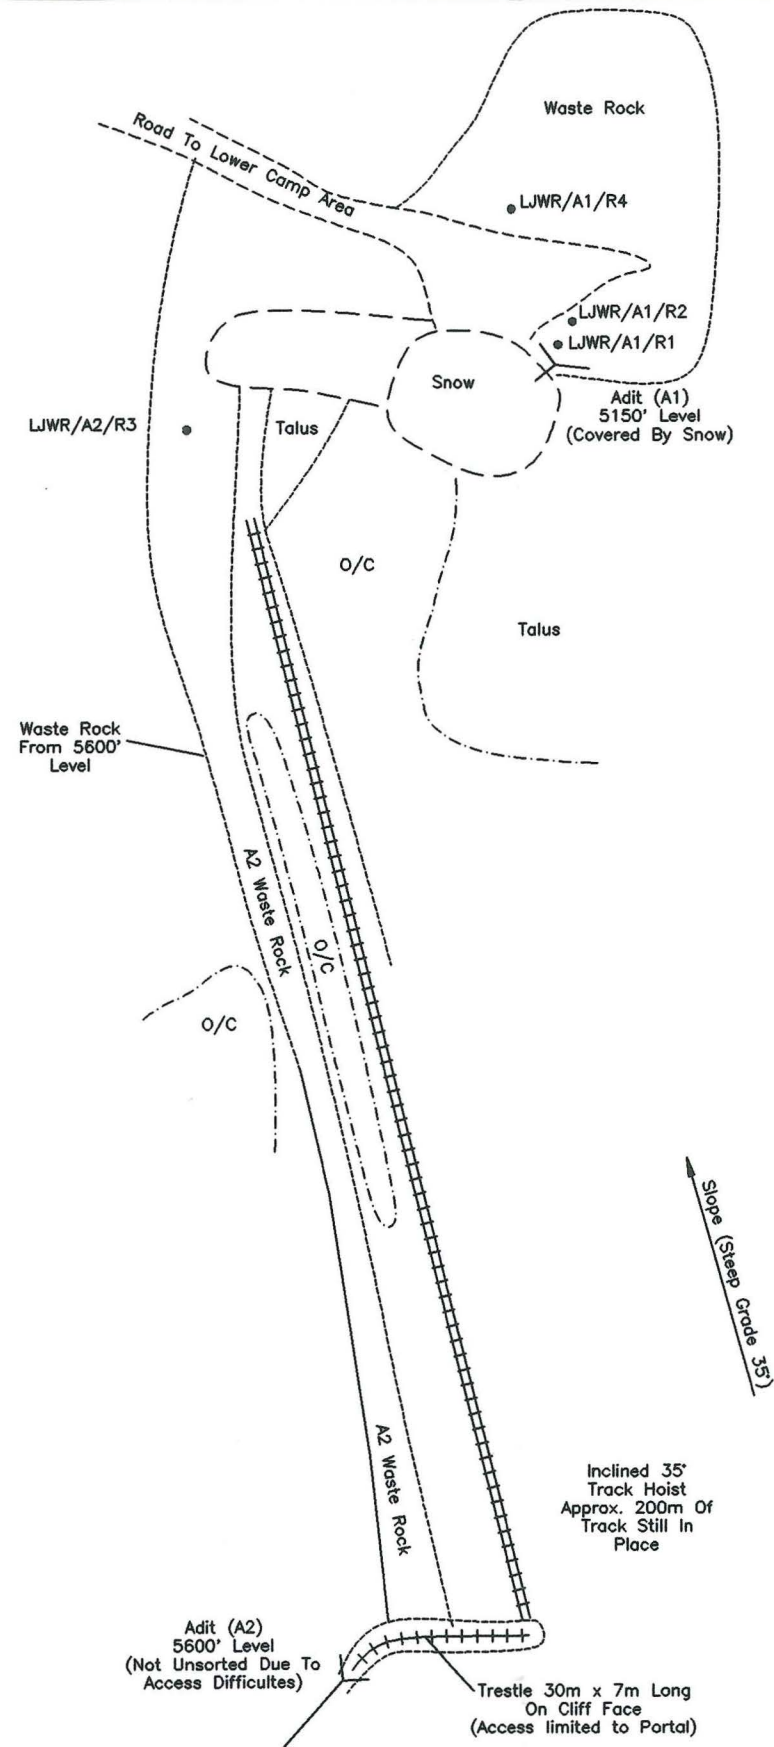 Waste Rock
Road To Lower Camp Area
LJWR/A1/R4
LJWR/A1/R2
LJWR/A1/R1
Snow
Adit (A1)
5150' Level
(Covered By Snow)
LJWR/A2/R3
Talus
O/C
Talus
Waste Rock
From 5600'
Level
A2 Waste Rock
O/C
O/C
Slope (Steep Grade 35°)
A2 Waste Rock
Inclined 35°
Track Hoist
Approx. 200m Of
Track Still In
Place
Adit (A2)
5600' Level
(Not Unsorted Due To
Access Difficultes)
Trestle 30m x 7m Long
On Cliff Face
(Access limited to Portal)